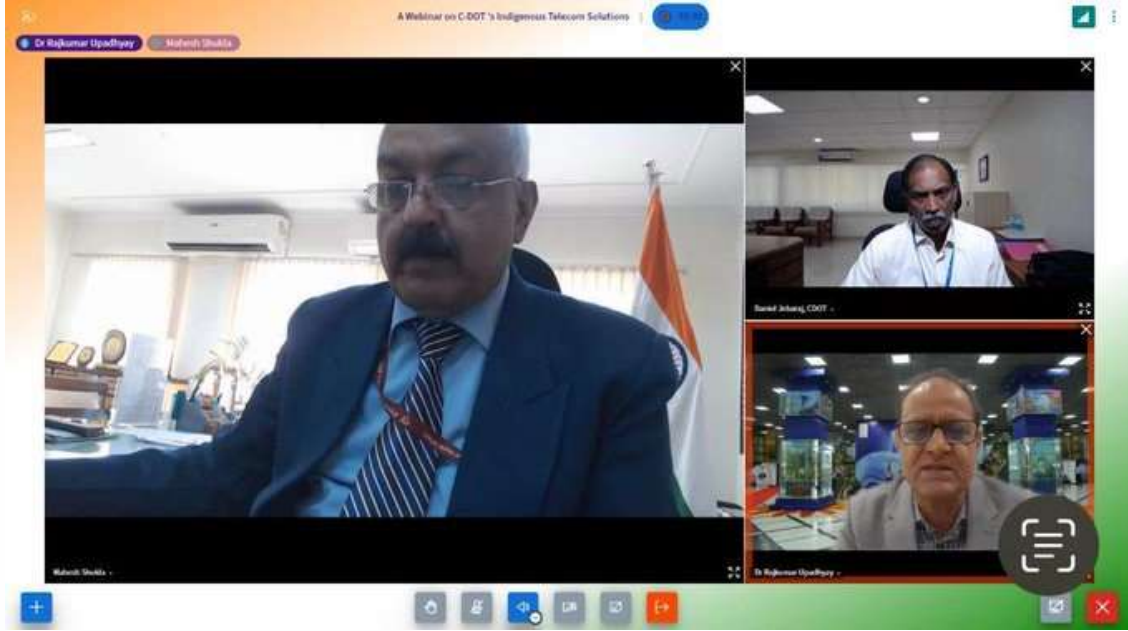 A Webinar on C-DOT 's Indigenous Telecom Solutions
Dr Rajkumar Upadhyay
Mahesh Shukla
Daniel Jebaraj, CDOT
Mahesh Shukla
Dr Rajkumar Upadhyay